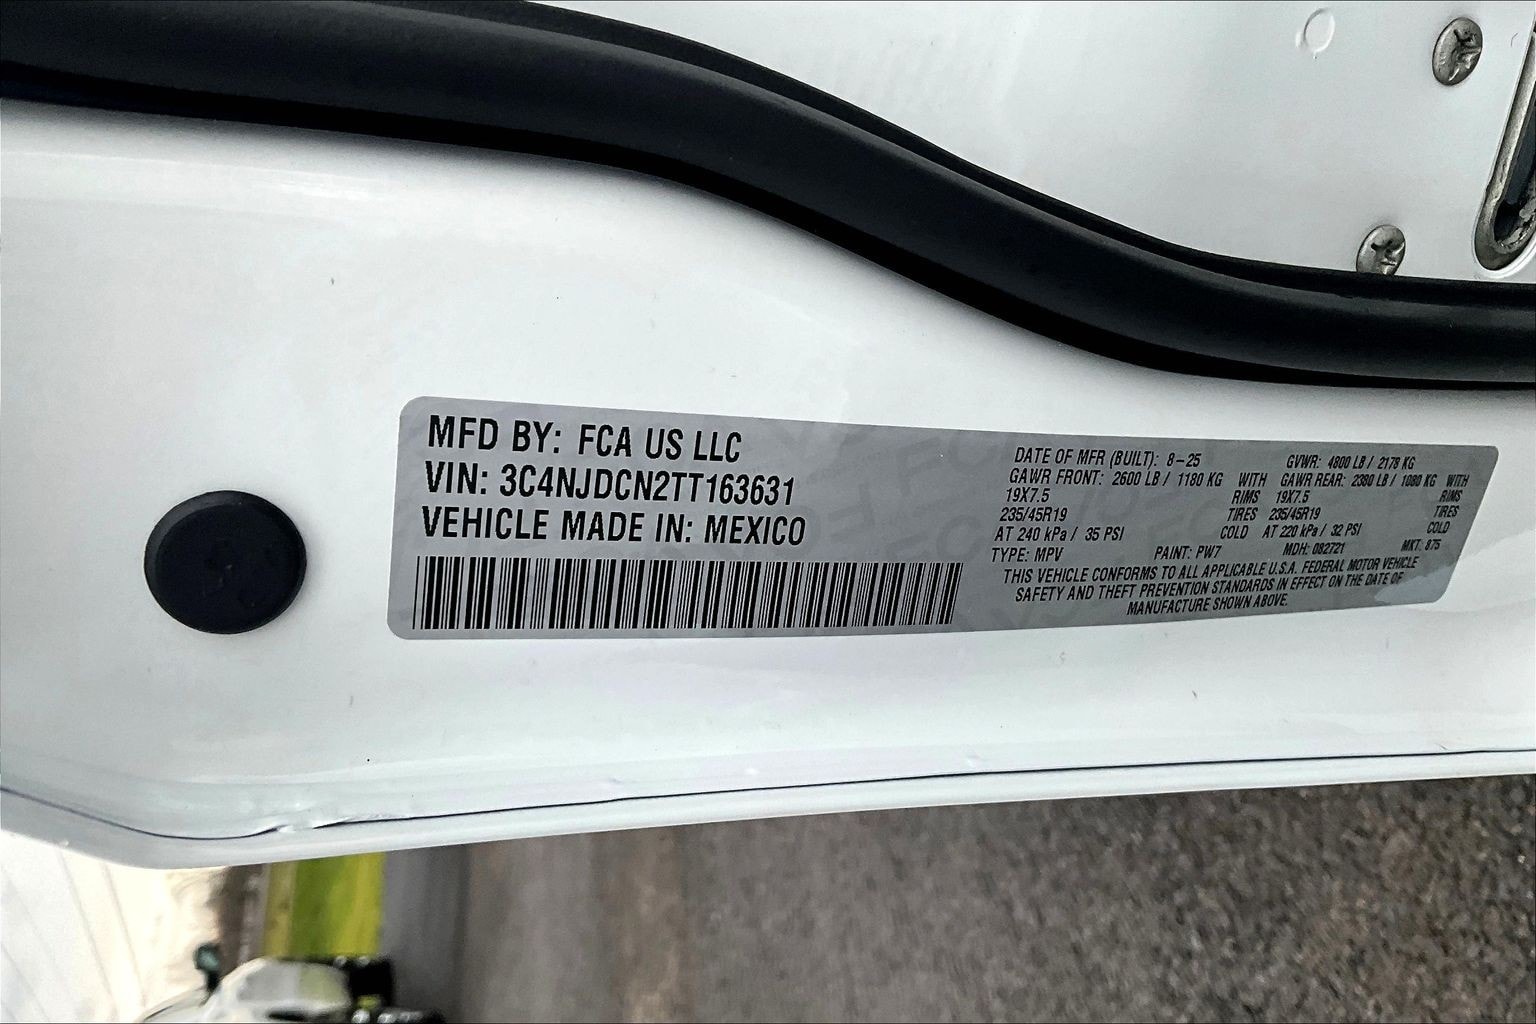 MFD BY: FCA US LLC
VIN: 3C4NJDCN2TT163631
VEHICLE MADE IN: MEXICO
DATE OF MFR (BUILT): 8-25 GVWR: 4800 LB / 2178 KG
GAWR FRONT: 2600 LB / 1180 KG WITH GAWR REAR: 2380 LB / 1080 KG WITH
19X7.5 RIMS 19X7.5 RIMS
235/45R19 TIRES 235/45R19 TIRES
AT 240 kPa / 35 PSI COLD AT 220 kPa / 32 PSI COLD
TYPE: MPV PAINT: PW7 MDH: 082721 MKT: 875
THIS VEHICLE CONFORMS TO ALL APPLICABLE U.S.A. FEDERAL MOTOR VEHICLE
SAFETY AND THEFT PREVENTION STANDARDS IN EFFECT ON THE DATE OF
MANUFACTURE SHOWN ABOVE.